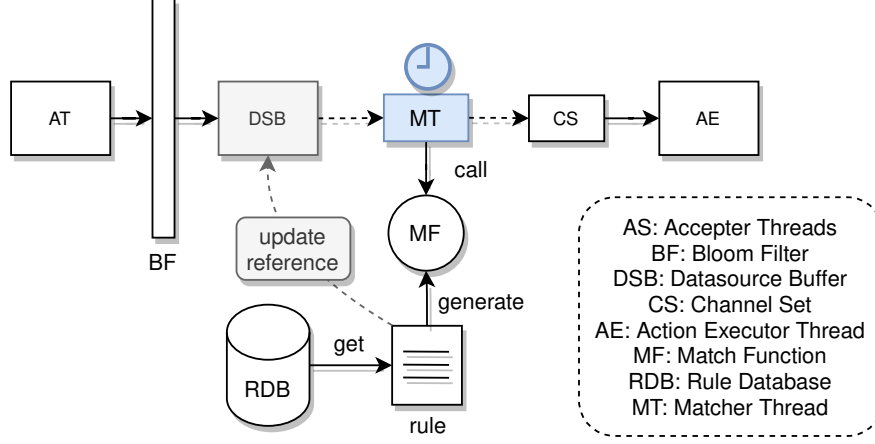 AT
DSB
MT
CS
AE
BF
call
MF
update
reference
generate
get
RDB
rule
AS: Accepter Threads
BF: Bloom Filter
DSB: Datasource Buffer
CS: Channel Set
AE: Action Executor Thread
MF: Match Function
RDB: Rule Database
MT: Matcher Thread